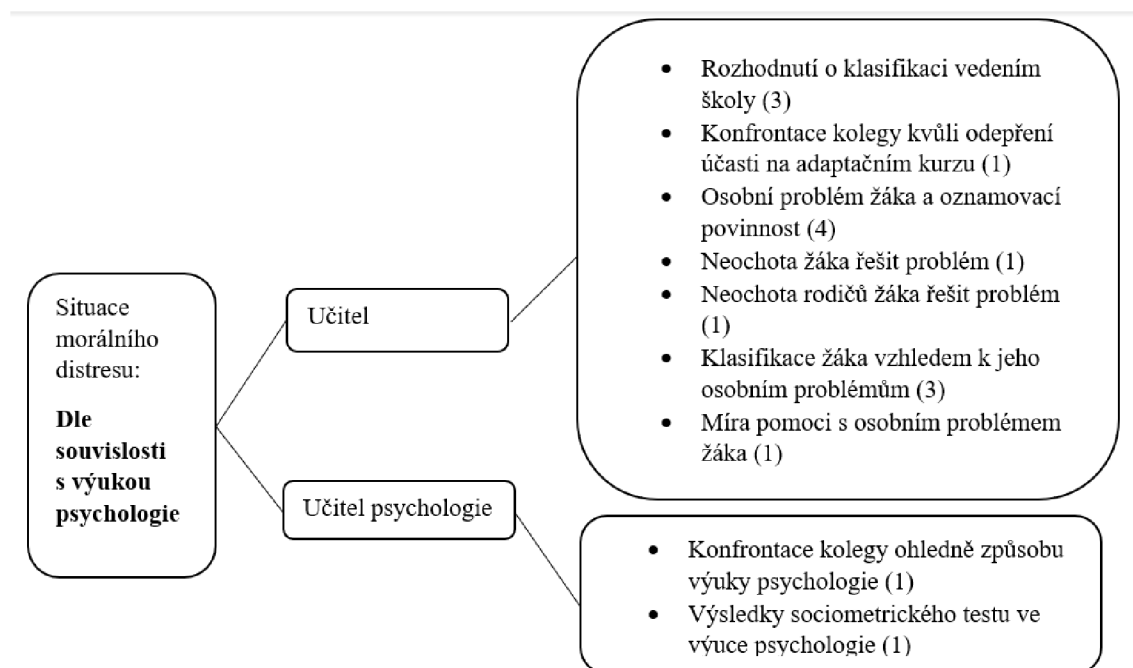 Situace
morálního
distresu:
Dle
souvislosti
s výukou
psychologie
Učitel
Rozhodnutí o klasifikaci vedením
školy (3)
Konfrontace kolegy kvůli odepření
účasti na adaptačním kurzu (1)
Osobní problém žáka a oznamovací
povinnost (4)
Neochota žáka řešit problém (1)
Neochota rodičů žáka řešit problém
(1)
Klasifikace žáka vzhledem k jeho
osobním problémům (3)
Míra pomoci s osobním problémem
žáka (1)
Učitel psychologie
Konfrontace kolegy ohledně způsobu
výuky psychologie (1)
Výsledky sociometrického testu ve
výuce psychologie (1)